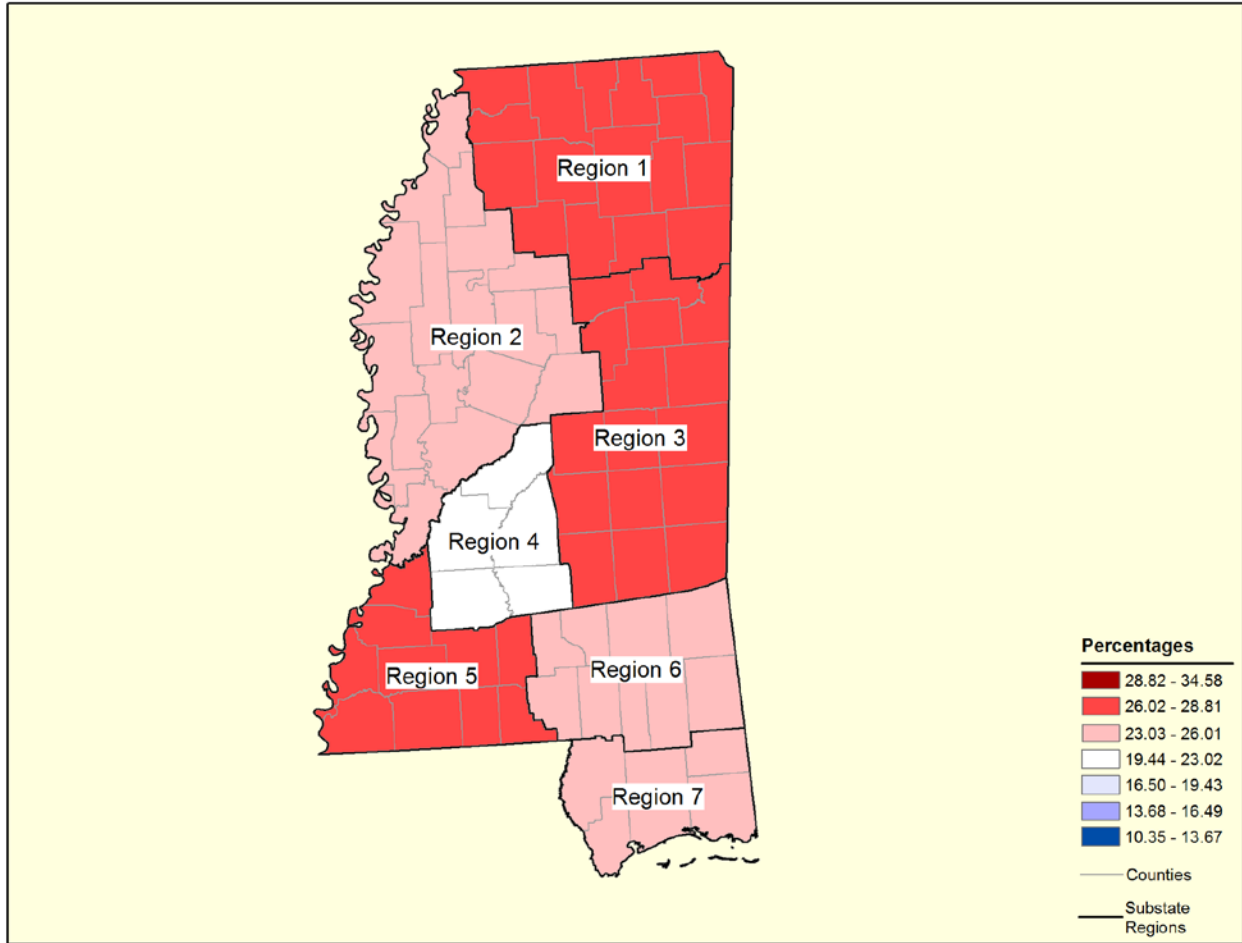 Region 1
Region 2
Region 3
Region 4
Region 5
Region 6
Region 7
Percentages
28.82 - 34.58
26.02 - 28.81
23.03 - 26.01
19.44 - 23.02
16.50 - 19.43
13.68 - 16.49
10.35 - 13.67
Counties
Substate
Regions